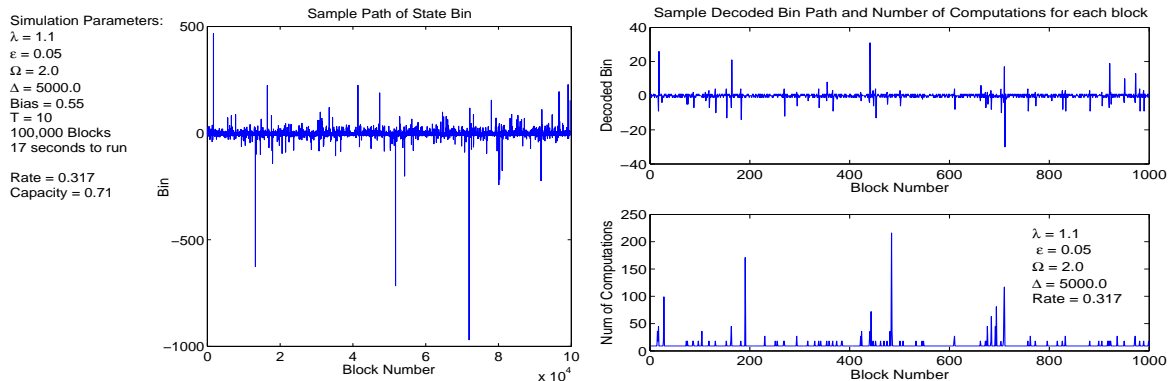 Simulation Parameters:
λ = 1.1
ε = 0.05
Ω = 2.0
Δ = 5000.0
Bias = 0.55
T = 10
100,000 Blocks
17 seconds to run
Rate = 0.317
Capacity = 0.71
Sample Path of State Bin
500
0
−500
−1000
Bin
0
2
4
6
8
10
x 10^4
Block Number
Sample Decoded Bin Path and Number of Computations for each block
40
20
0
−20
−40
Decoded Bin
0
200
400
600
800
1000
Block Number
250
200
150
100
50
0
Num of Computations
λ = 1.1
ε = 0.05
Ω = 2.0
Δ = 5000.0
Rate = 0.317
0
200
400
600
800
1000
Block Number